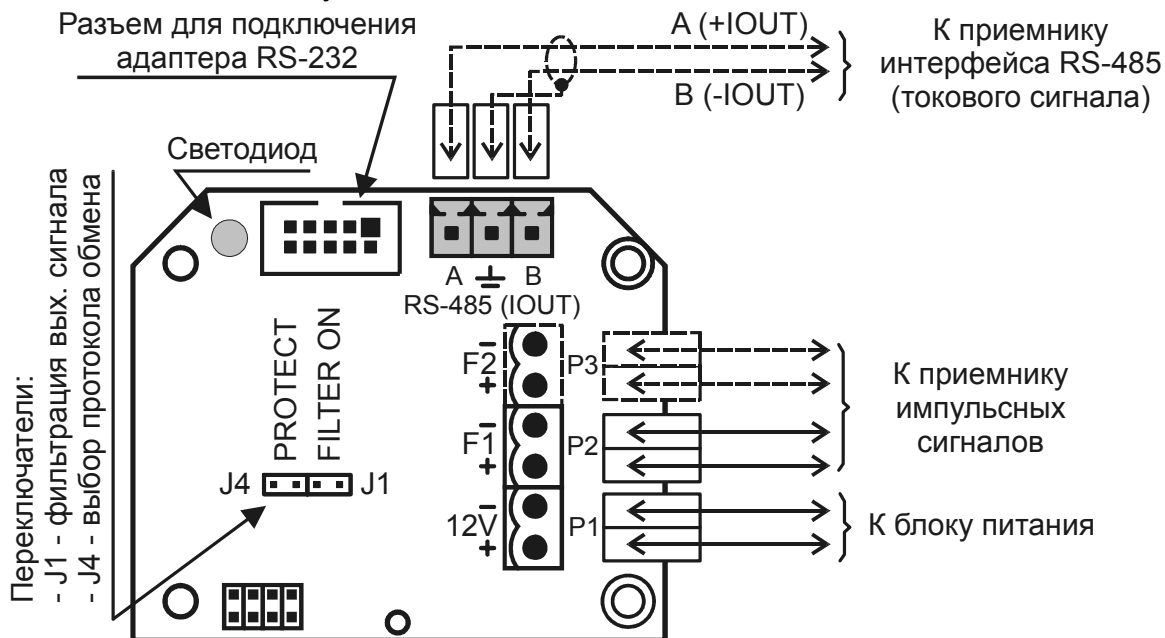 Разъем для подключения
адаптера RS-232
A (+IOUT)
B (-IOUT)
К приемнику
интерфейса RS-485
(токового сигнала)
Светодиод
Переключатели:
- J1 - фильтрация вых. сигнала
- J4 - выбор протокола обмена
A B
RS-485 (IOUT)
PROTECT
FILTER ON
J4 J1
- F2 +
P3
- F1 +
P2
- 12V +
P1
К приемнику
импульсных
сигналов
К блоку питания